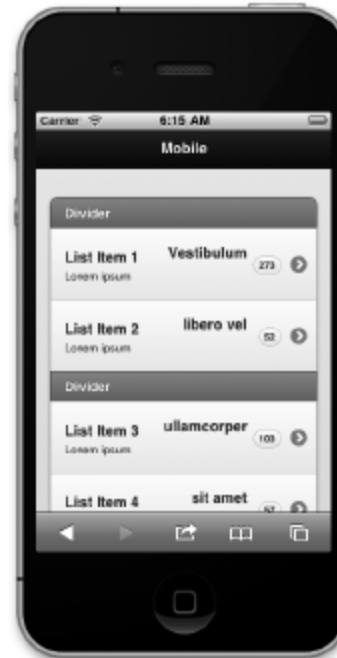 Carrier 6:15 AM
Mobile
Divider
List Item 1 Vestibulum 273
Lorem ipsum
List Item 2 libero vel 52
Lorem ipsum
Divider
List Item 3 ullamcorper 103
Lorem ipsum
List Item 4 sit amet 57